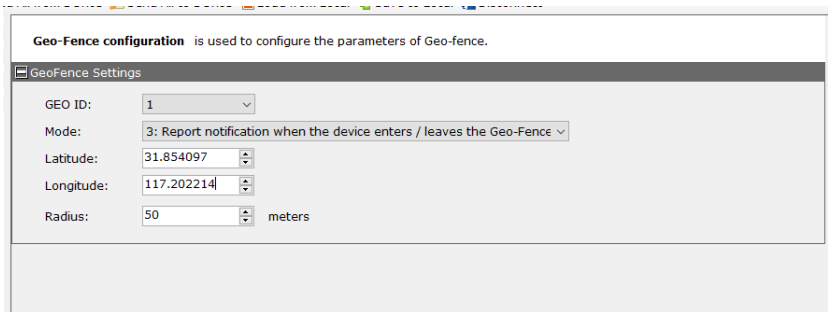 Geo-Fence configuration is used to configure the parameters of Geo-fence.
GeoFence Settings
GEO ID: 1
Mode: 3: Report notification when the device enters / leaves the Geo-Fence
Latitude: 31.854097
Longitude: 117.202214
Radius: 50 meters